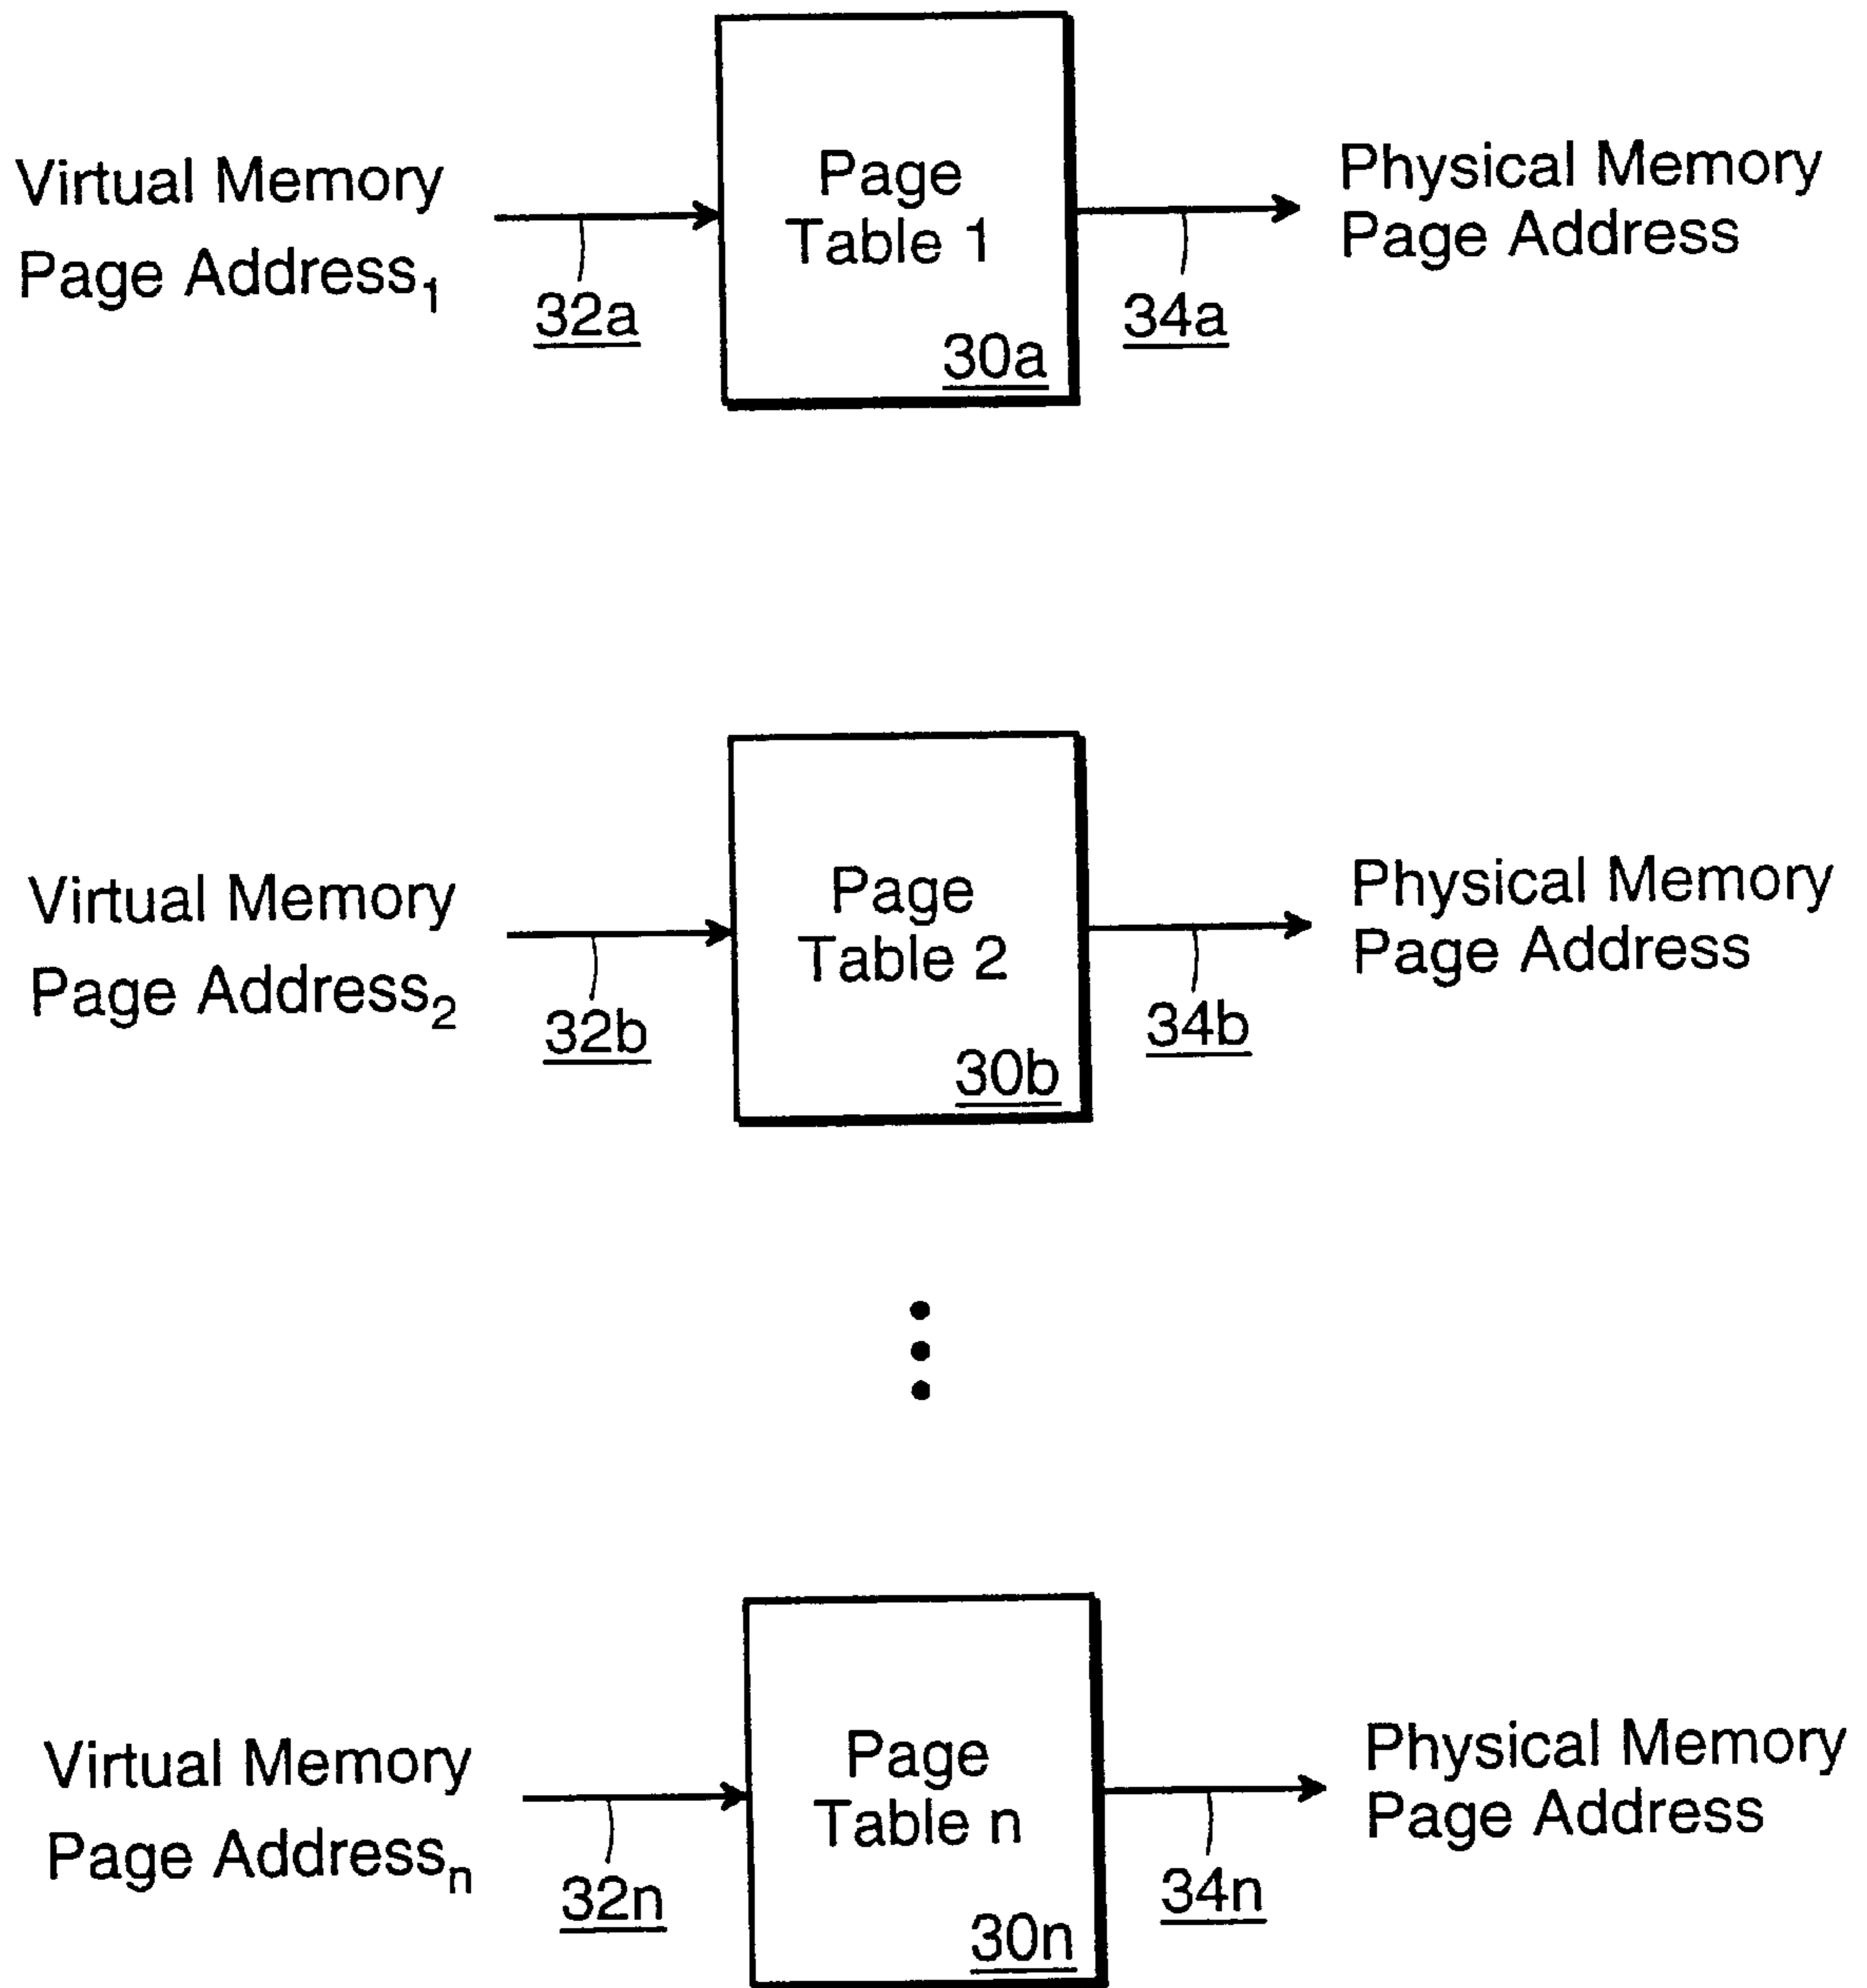 Virtual Memory
Page Address₁
32a
Page
Table 1
30a
34a
Physical Memory
Page Address
Virtual Memory
Page Address₂
32b
Page
Table 2
30b
34b
Physical Memory
Page Address
Virtual Memory
Page Addressₙ
32n
Page
Table n
30n
34n
Physical Memory
Page Address